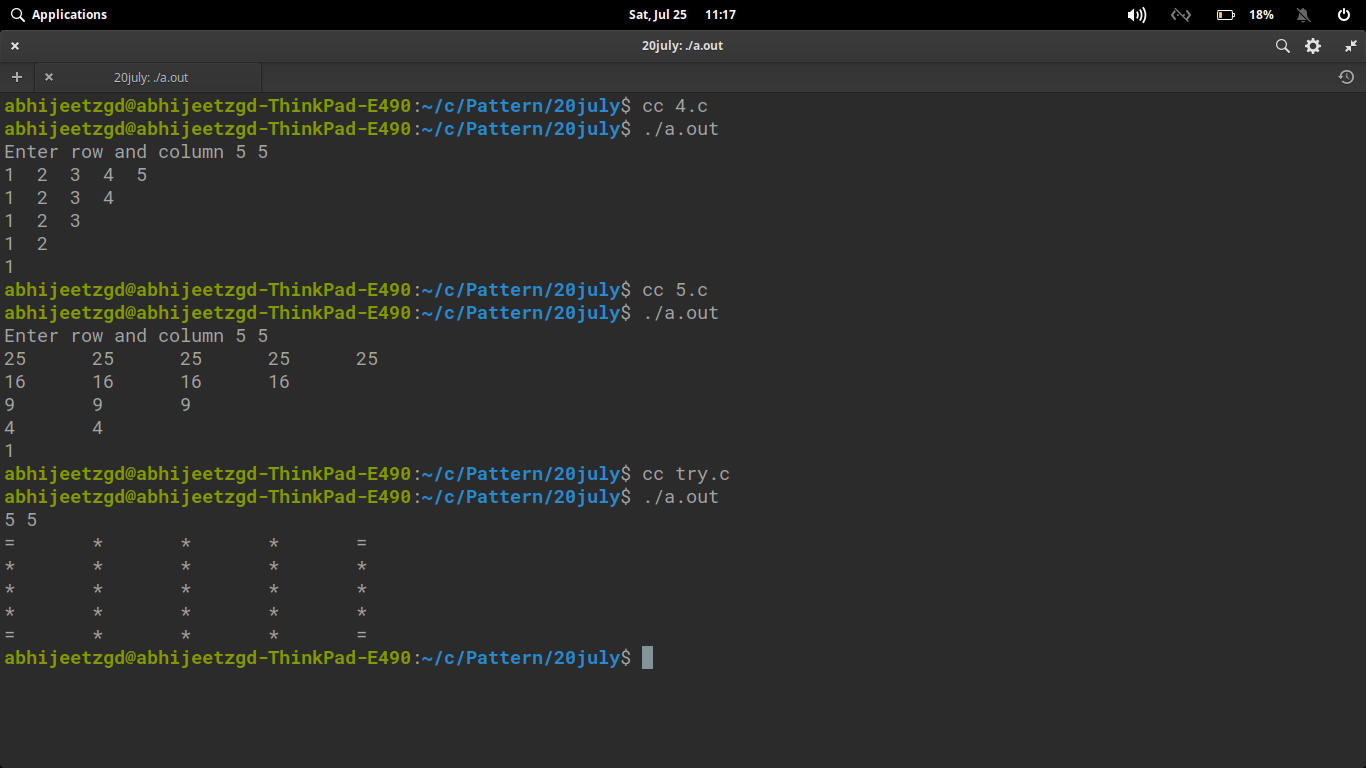 Applications Sat, Jul 25 11:17 18%
20july: ./a.out
20july: ./a.out
abhijeetzgd@abhijeetzgd-ThinkPad-E490:~/c/Pattern/20july$ cc 4.c
abhijeetzgd@abhijeetzgd-ThinkPad-E490:~/c/Pattern/20july$ ./a.out
Enter row and column 5 5
1  2  3  4  5
1  2  3  4
1  2  3
1  2
1
abhijeetzgd@abhijeetzgd-ThinkPad-E490:~/c/Pattern/20july$ cc 5.c
abhijeetzgd@abhijeetzgd-ThinkPad-E490:~/c/Pattern/20july$ ./a.out
Enter row and column 5 5
25      25      25      25      25
16      16      16      16
9       9       9
4       4
1
abhijeetzgd@abhijeetzgd-ThinkPad-E490:~/c/Pattern/20july$ cc try.c
abhijeetzgd@abhijeetzgd-ThinkPad-E490:~/c/Pattern/20july$ ./a.out
5 5
=       *       *       *       =
*       *       *       *       *
*       *       *       *       *
*       *       *       *       *
=       *       *       *       =
abhijeetzgd@abhijeetzgd-ThinkPad-E490:~/c/Pattern/20july$